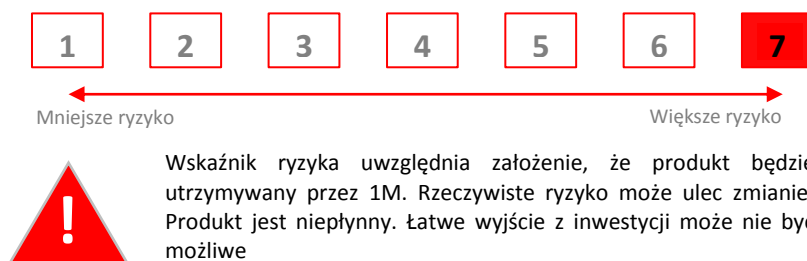 1 2 3 4 5 6 7
Mniejsze ryzyko Większe ryzyko
Wskaźnik ryzyka uwzględnia założenie, że produkt będzie
! utrzymywany przez 1M. Rzeczywiste ryzyko może ulec zmianie
Produkt jest niepłynny. Łatwe wyjście z inwestycji może nie być
możliwe